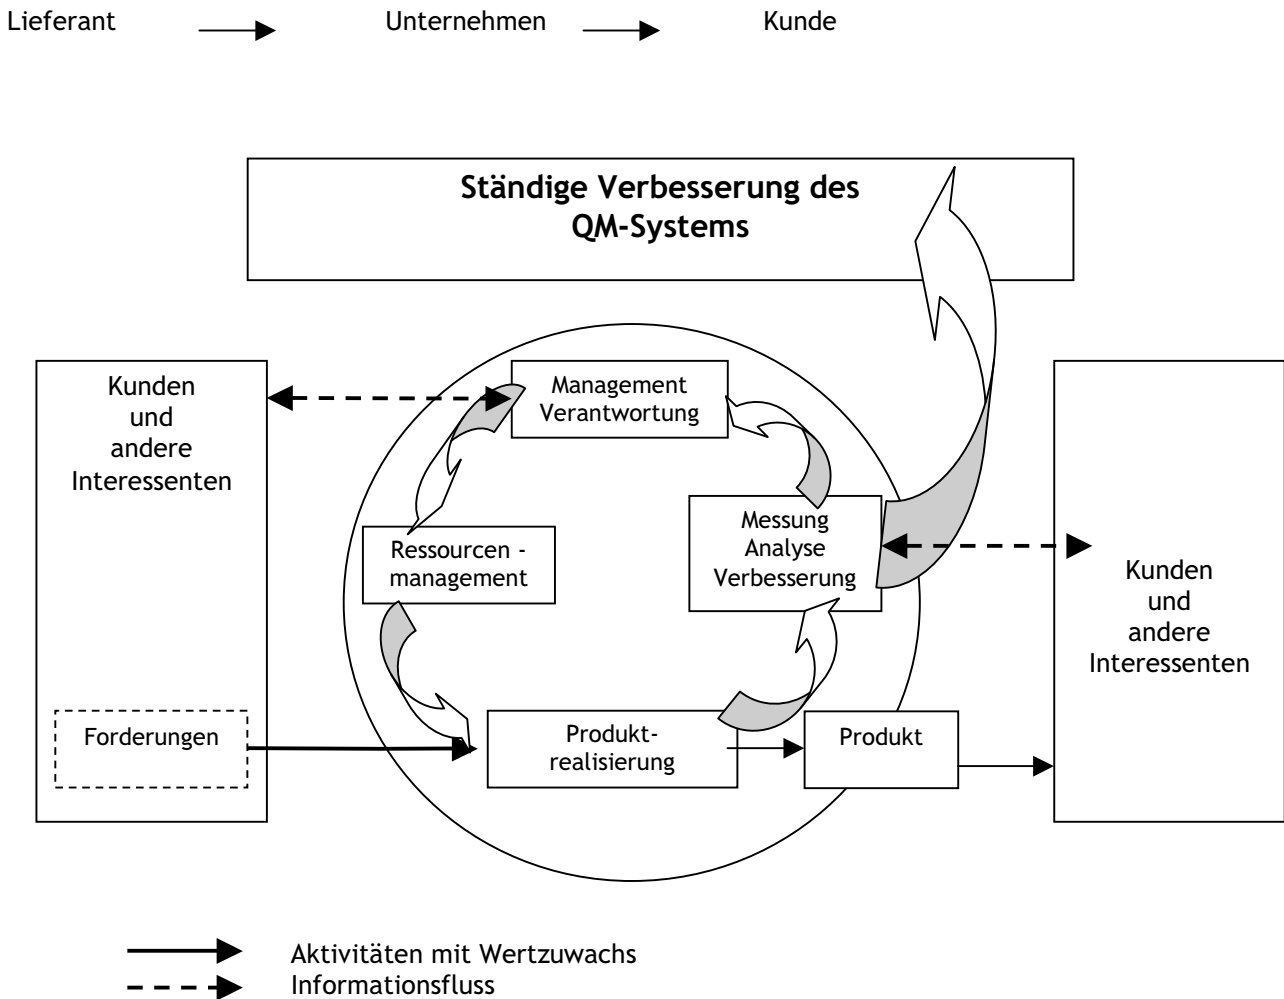 Lieferant Unternehmen Kunde
Ständige Verbesserung des
QM-Systems
Kunden
und
andere
Interessenten
Forderungen
Management
Verantwortung
Ressourcen -
management
Messung
Analyse
Verbesserung
Produkt-
realisierung
Produkt
Kunden
und
andere
Interessenten
Aktivitäten mit Wertzuwachs
Informationsfluss